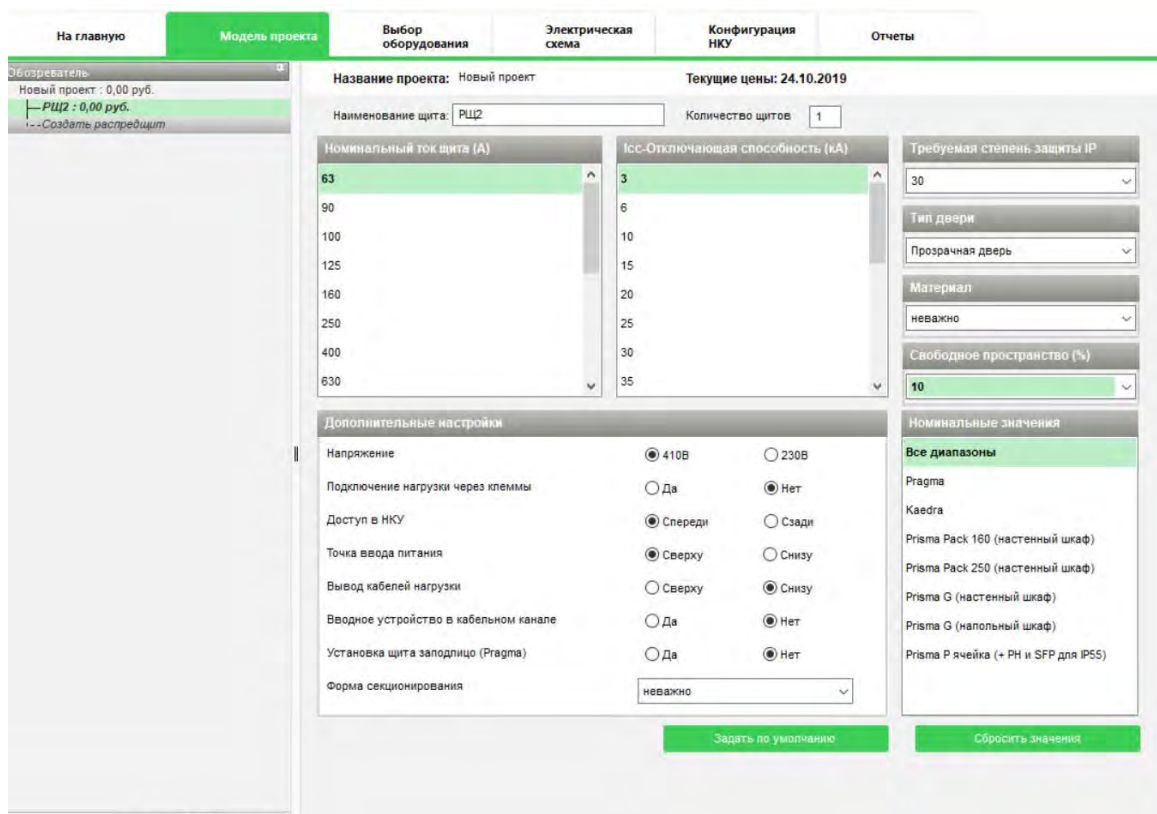 На главную
Модель проекта
Выбор
оборудования
Электрическая
схема
Конфигурация
НКУ
Отчеты
Обозреватель
Новый проект : 0,00 руб.
РЩ2 : 0,00 руб.
Создать распредщит
Название проекта: Новый проект
Текущие цены: 24.10.2019
Наименование щита: РЩ2
Количество щитов 1
Номинальный ток щита (А)
63
90
100
125
160
250
400
630
Icc-Отключающая способность (кА)
3
6
10
15
20
25
30
35
Требуемая степень защиты IP
30
Тип двери
Прозрачная дверь
Материал
неважно
Свободное пространство (%)
10
Дополнительные настройки
Напряжение 410В 230В
Подключение нагрузки через клеммы Да Нет
Доступ в НКУ Спереди Сзади
Точка ввода питания Сверху Снизу
Вывод кабелей нагрузки Сверху Снизу
Вводное устройство в кабельном канале Да Нет
Установка щита заподлицо (Pragma) Да Нет
Форма секционирования неважно
Номинальные значения
Все диапазоны
Pragma
Kaedra
Prisma Pack 160 (настенный шкаф)
Prisma Pack 250 (настенный шкаф)
Prisma G (настенный шкаф)
Prisma G (напольный шкаф)
Prisma P ячейка (+ PH и SFP для IP55)
Задать по умолчанию
Сбросить значения